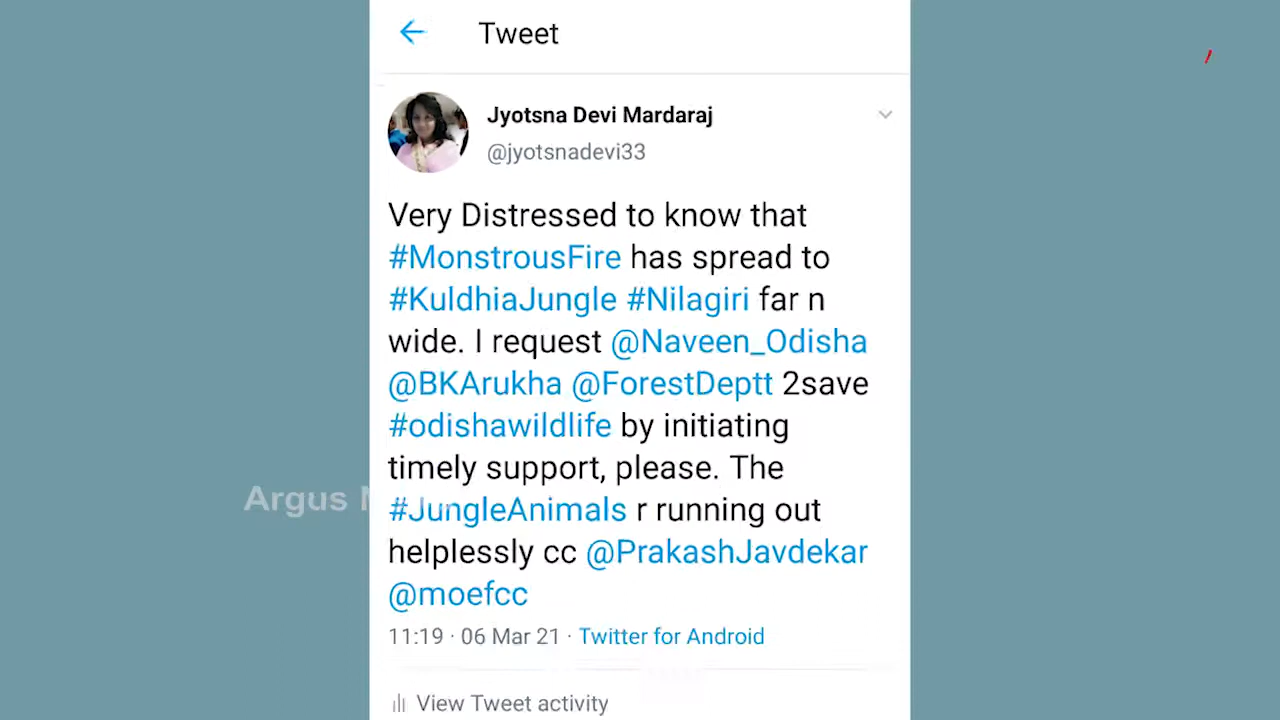 Tweet
Jyotsna Devi Mardaraj
@jyotsnadevi33
Very Distressed to know that
#MonstrousFire has spread to
#KuldhiaJungle #Nilagiri far n
wide. I request @Naveen_Odisha
@BKArukha @ForestDeptt 2save
#odishawildlife by initiating
timely support, please. The
#JungleAnimals r running out
helplessly cc @PrakashJavdekar
@moefcc
11:19 · 06 Mar 21 · Twitter for Android
View Tweet activity
Argus